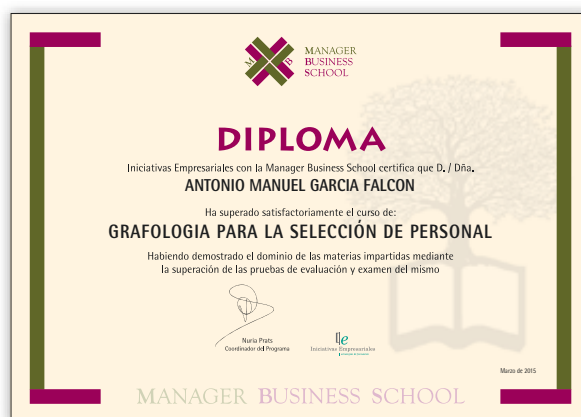 M B
MANAGER
BUSINESS
SCHOOL
DIPLOMA
Iniciativas Empresariales con la Manager Business School certifica que D. / Dña.
ANTONIO MANUEL GARCIA FALCON
Ha superado satisfactoriamente el curso de:
GRAFOLOGIA PARA LA SELECCIÓN DE PERSONAL
Habiendo demostrado el dominio de las materias impartidas mediante
la superación de las pruebas de evaluación y examen del mismo
Nuria Prats
Coordinador del Programa
Iniciativas Empresariales
Marzo de 2015
MANAGER BUSINESS SCHOOL